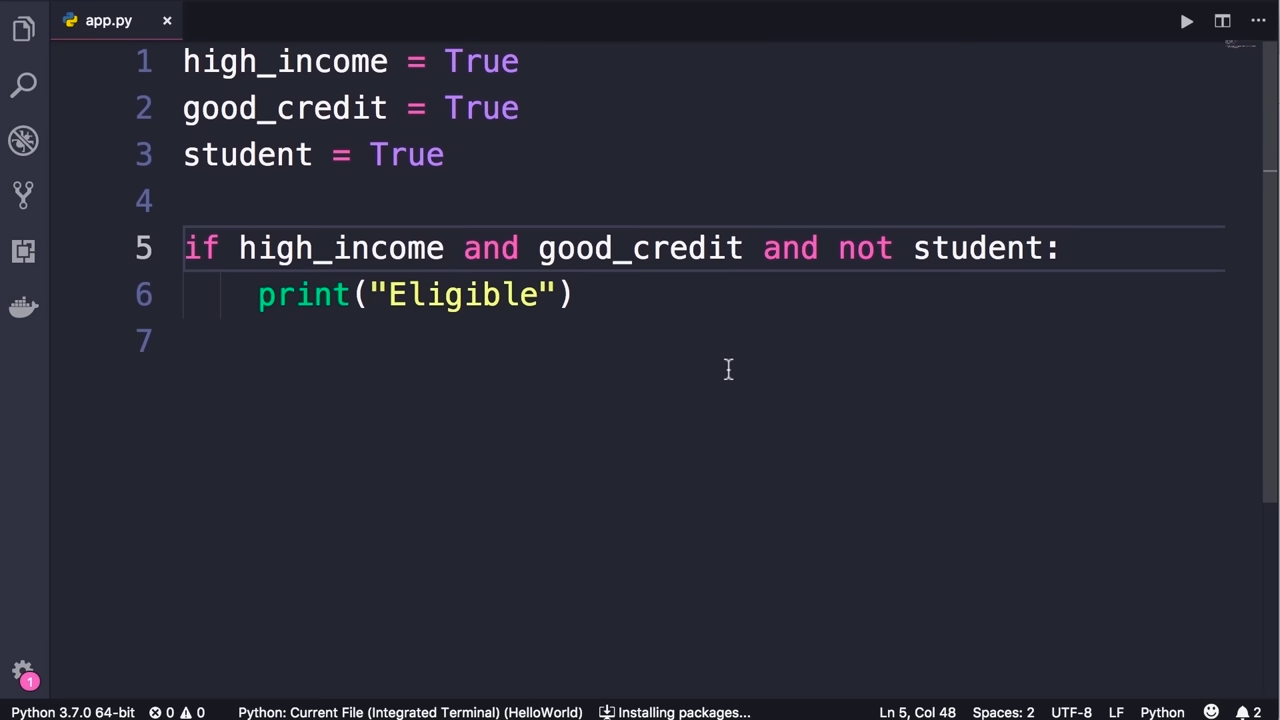 app.py
1 high_income = True
2 good_credit = True
3 student = True
4
5 if high_income and good_credit and not student:
6     print("Eligible")
7
1
Python 3.7.0 64-bit 0 0 Python: Current File (Integrated Terminal) (HelloWorld) Installing packages... Ln 5, Col 48 Spaces: 2 UTF-8 LF Python 2